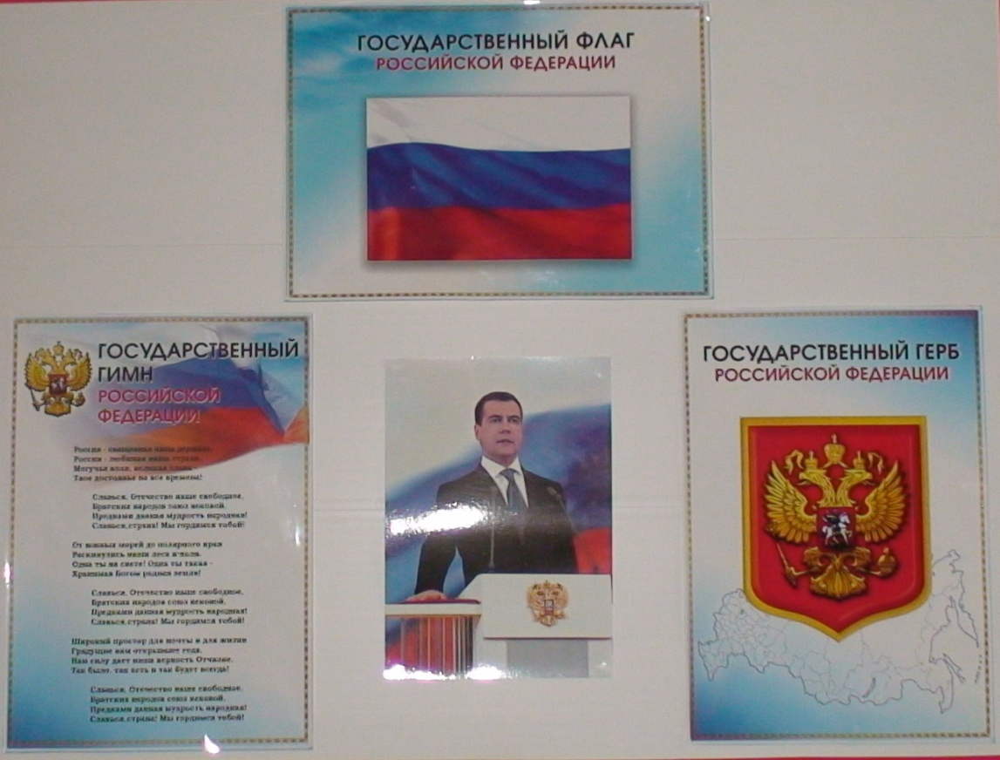 ГОСУДАРСТВЕННЫЙ ФЛАГ
РОССИЙСКОЙ ФЕДЕРАЦИИ
ГОСУДАРСТВЕННЫЙ
ГИМН
РОССИЙСКОЙ
ФЕДЕРАЦИИ
Россия - священная наша держава,
Россия - любимая наша страна.
Могучая воля, великая слава -
Твое достоянье на все времена!
Славься, Отечество наше свободное,
Братских народов союз вековой,
Предками данная мудрость народная!
Славься, страна! Мы гордимся тобой!
От южных морей до полярного края
Раскинулись наши леса и поля.
Одна ты на свете! Одна ты такая -
Хранимая Богом родная земля!
Славься, Отечество наше свободное,
Братских народов союз вековой,
Предками данная мудрость народная!
Славься, страна! Мы гордимся тобой!
Широкий простор для мечты и для жизни
Грядущие нам открывают года.
Нам силу дает наша верность Отчизне.
Так было, так есть и так будет всегда!
Славься, Отечество наше свободное,
Братских народов союз вековой,
Предками данная мудрость народная!
Славься, страна! Мы гордимся тобой!
ГОСУДАРСТВЕННЫЙ ГЕРБ
РОССИЙСКОЙ ФЕДЕРАЦИИ